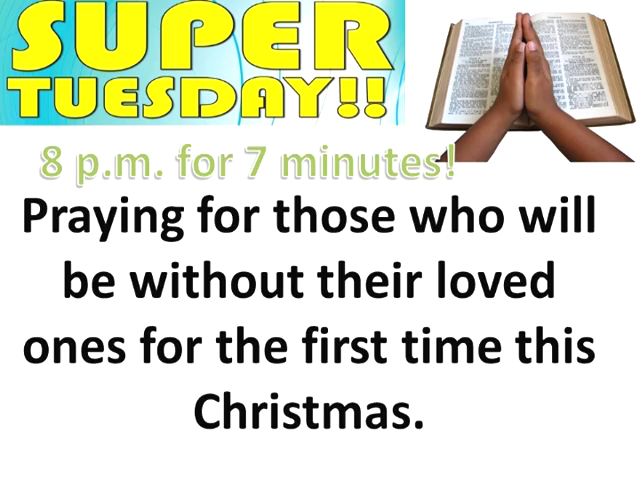 SUPER
TUESDAY!!
8 p.m. for 7 minutes!
Praying for those who will
be without their loved
ones for the first time this
Christmas.